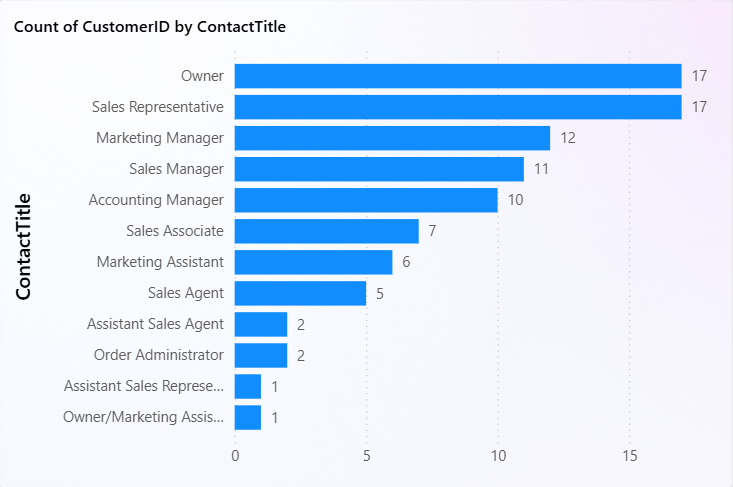 Count of CustomerID by ContactTitle
ContactTitle
Owner 17
Sales Representative 17
Marketing Manager 12
Sales Manager 11
Accounting Manager 10
Sales Associate 7
Marketing Assistant 6
Sales Agent 5
Assistant Sales Agent 2
Order Administrator 2
Assistant Sales Represe... 1
Owner/Marketing Assis... 1
0 5 10 15